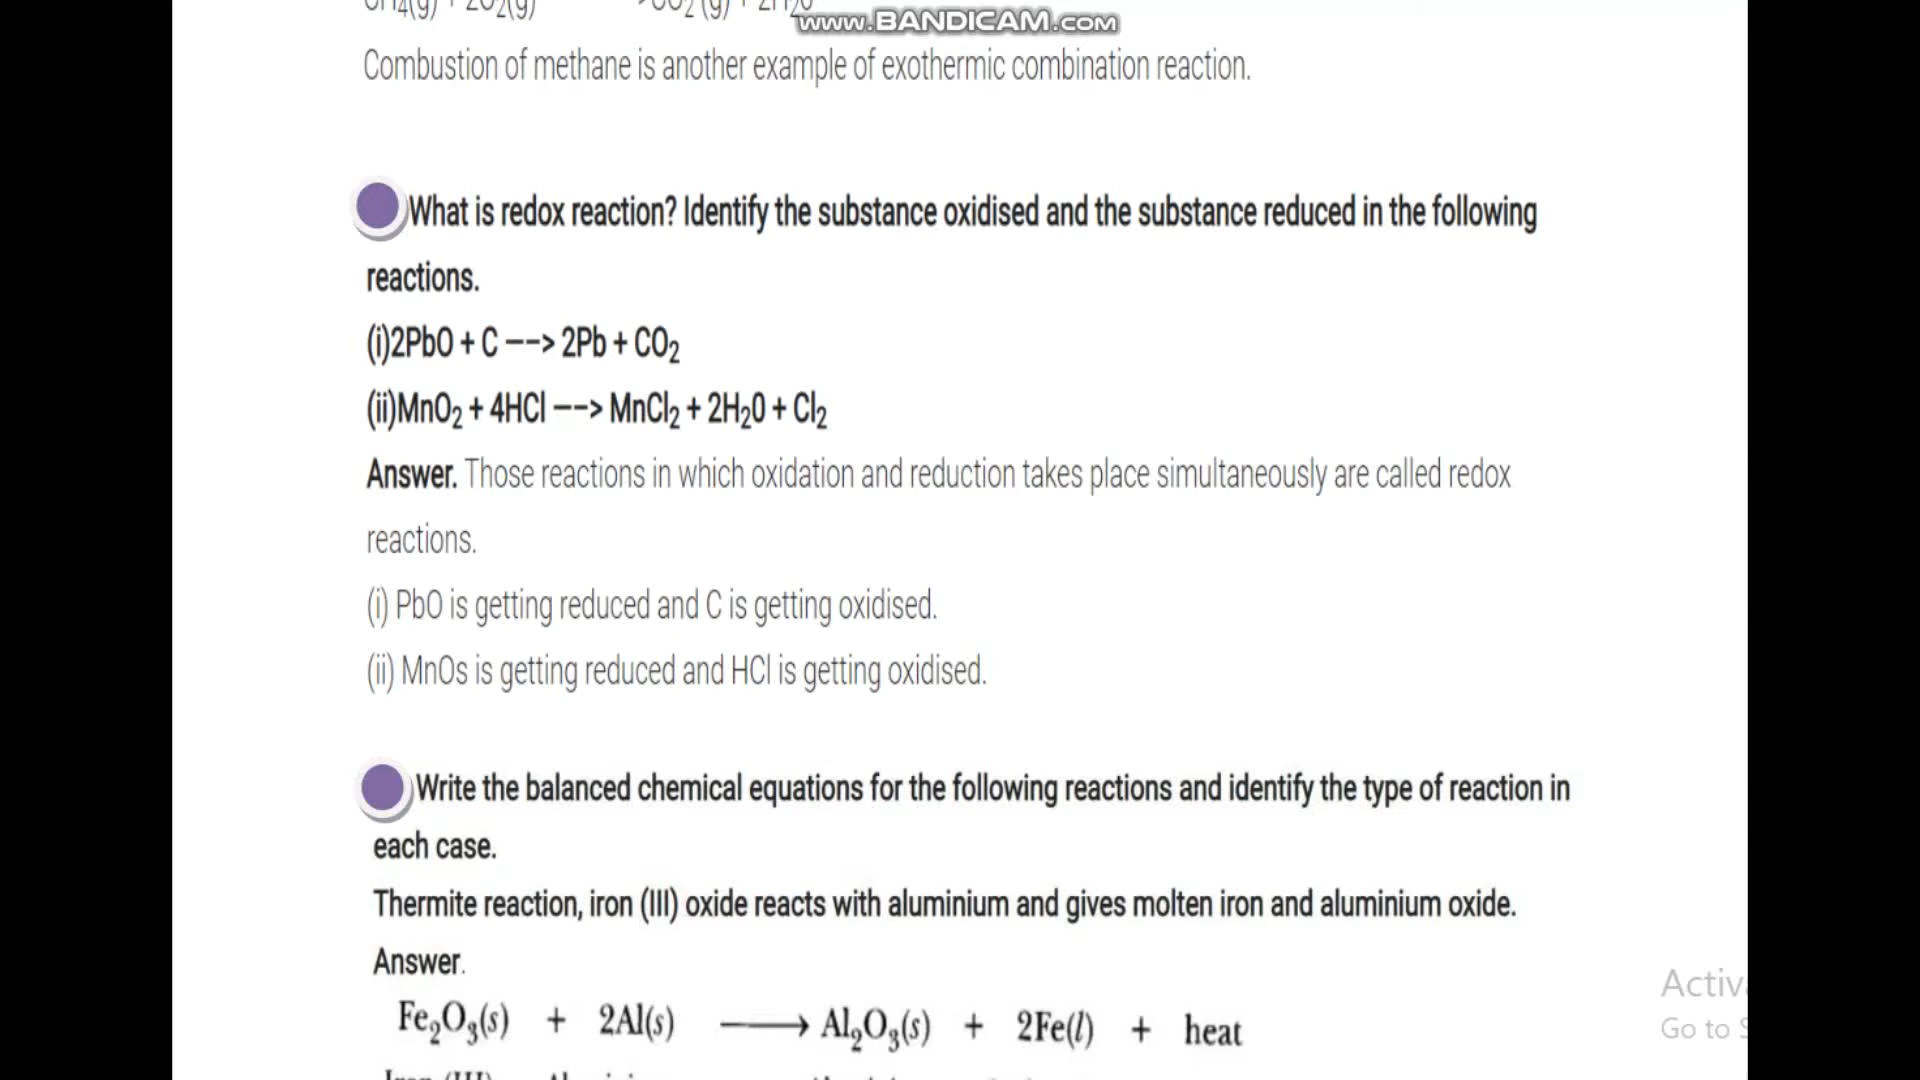 CH₄(g) + 2O₂(g) >CO₂ (g) + 2H₂0
www.BANDICAM.com
Combustion of methane is another example of exothermic combination reaction.
What is redox reaction? Identify the substance oxidised and the substance reduced in the following
reactions.
(i)2PbO + C −−> 2Pb + CO₂
(ii)MnO₂ + 4HCl −−> MnCl₂ + 2H₂0 + Cl₂
Answer. Those reactions in which oxidation and reduction takes place simultaneously are called redox
reactions.
(i) PbO is getting reduced and C is getting oxidised.
(ii) MnOs is getting reduced and HCl is getting oxidised.
Write the balanced chemical equations for the following reactions and identify the type of reaction in
each case.
Thermite reaction, iron (III) oxide reacts with aluminium and gives molten iron and aluminium oxide.
Answer.
Fe₂O₃(s) + 2Al(s) ⟶ Al₂O₃(s) + 2Fe(l) + heat
Activ
Go to S